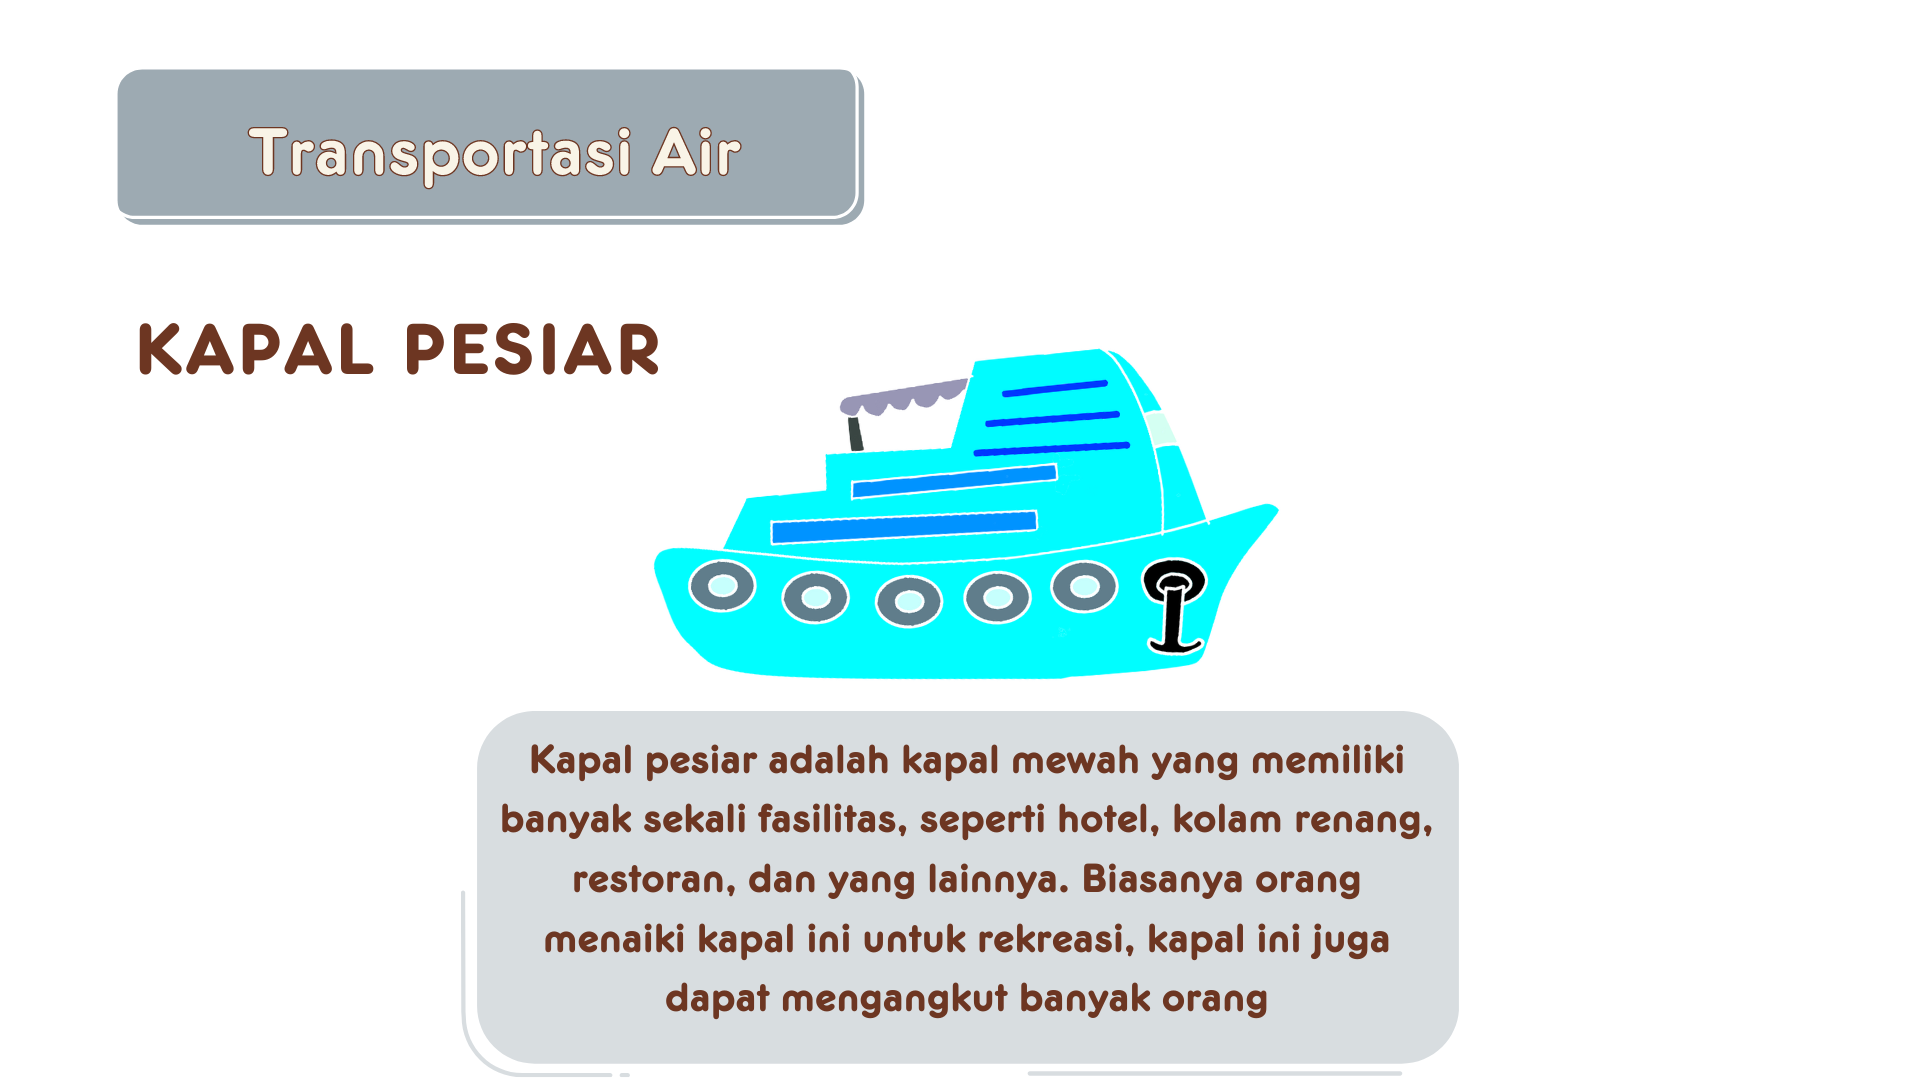 Transportasi Air
KAPAL PESIAR
Kapal pesiar adalah kapal mewah yang memiliki
banyak sekali fasilitas, seperti hotel, kolam renang,
restoran, dan yang lainnya. Biasanya orang
menaiki kapal ini untuk rekreasi, kapal ini juga
dapat mengangkut banyak orang